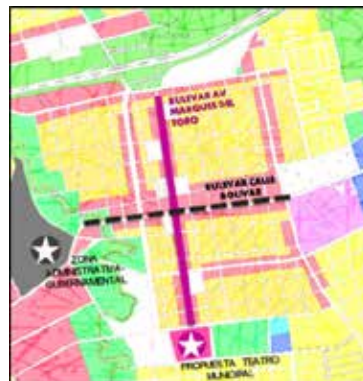 BULEVAR AV
MARQUES DEL
TORO
BULEVAR CALLE
BOLIVAR
ZONA
ADMINISTRATIVA-
GUBERNAMENTAL
PROPUESTA TEATRO
MUNICIPAL